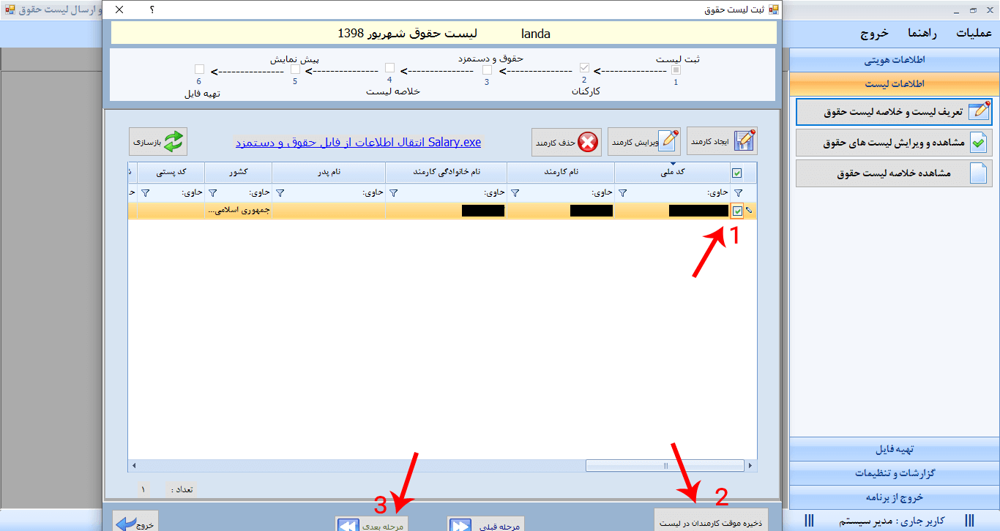 و ارسال لیست حقوق
ثبت لیست حقوق
؟
لیست حقوق شهریور 1398
landa
عملیات
راهنما
خروج
ثبت لیست
1
2
کارکنان
حقوق و دستمزد
3
4
خلاصه لیست
پیش نمایش
5
6
تهیه فایل
اطلاعات هویتی
اطلاعات لیست
تعریف لیست و خلاصه لیست حقوق
مشاهده و ویرایش لیست های حقوق
مشاهده خلاصه لیست حقوق
ایجاد کارمند
ویرایش کارمند
حذف کارمند
Salary.exe انتقال اطلاعات از فایل حقوق و دستمزد
بازسازی
کد ملی
نام کارمند
نام خانوادگی کارمند
نام پدر
کشور
کد پستی
حاوی:
حاوی:
حاوی:
حاوی:
حاوی:
حاوی:
جمهوری اسلامی...
1
تعداد :
۱
2
3
ذخیره موقت کارمندان در لیست
مرحله قبلی
مرحله بعدی
خروج
تهیه فایل
گزارشات و تنظیمات
خروج از برنامه
کاربر جاری : مدیر سیستم